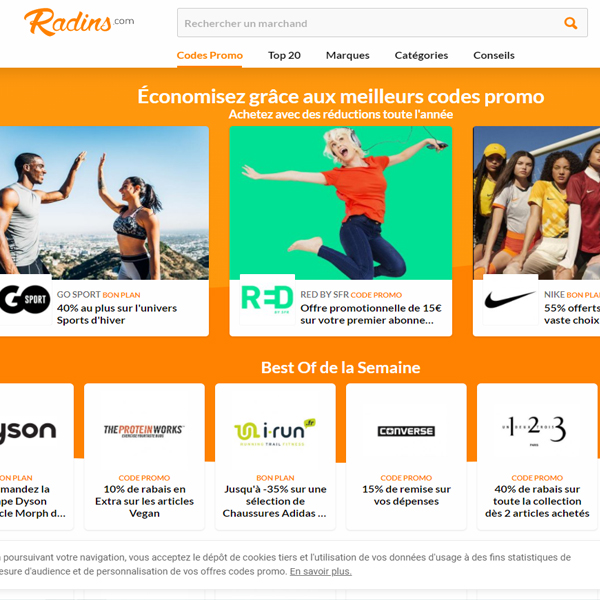 Radins.com
Rechercher un marchand
Codes Promo Top 20 Marques Catégories Conseils
Économisez grâce aux meilleurs codes promo
Achetez avec des réductions toute l'année
GO SPORT
GO SPORT BON PLAN
40% au plus sur l'univers
Sports d'hiver
RED
BY SFR
RED BY SFR CODE PROMO
Offre promotionnelle de 15€
sur votre premier abonne...
NIKE BON PLAN
55% offerts
vaste choix
Best Of de la Semaine
yson
BON PLAN
mandez la
pe Dyson
cle Morph d...
THE PROTEIN WORKS™
EXERCISE YOUR TASTE BUDS
CODE PROMO
10% de rabais en
Extra sur les articles
Vegan
i-run.fr
RUNNING TRAIL FITNESS
BON PLAN
Jusqu'à -35% sur une
sélection de
Chaussures Adidas ...
CONVERSE
CODE PROMO
15% de remise sur
vos dépenses
1 2 3
UN DEUX TROIS
PARIS
CODE PROMO
40% de rabais sur
toute la collection
dès 2 articles achetés
n poursuivant votre navigation, vous acceptez le dépôt de cookies tiers et l'utilisation de vos données d'usage à des fins statistiques de
esure d'audience et de personnalisation de vos offres codes promo. En savoir plus.